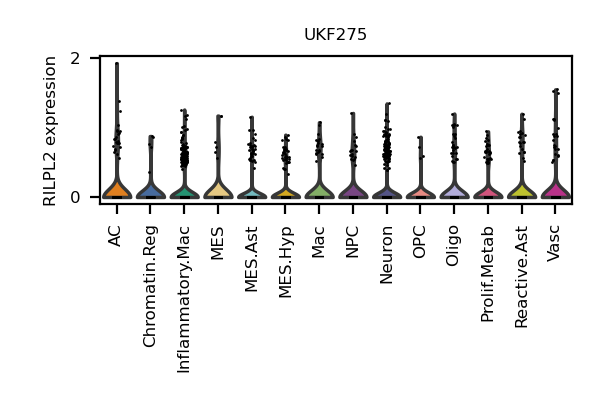 UKF275
RILPL2 expression
2
0
AC
Chromatin.Reg
Inflammatory.Mac
MES
MES.Ast
MES.Hyp
Mac
NPC
Neuron
OPC
Oligo
Prolif.Metab
Reactive.Ast
Vasc